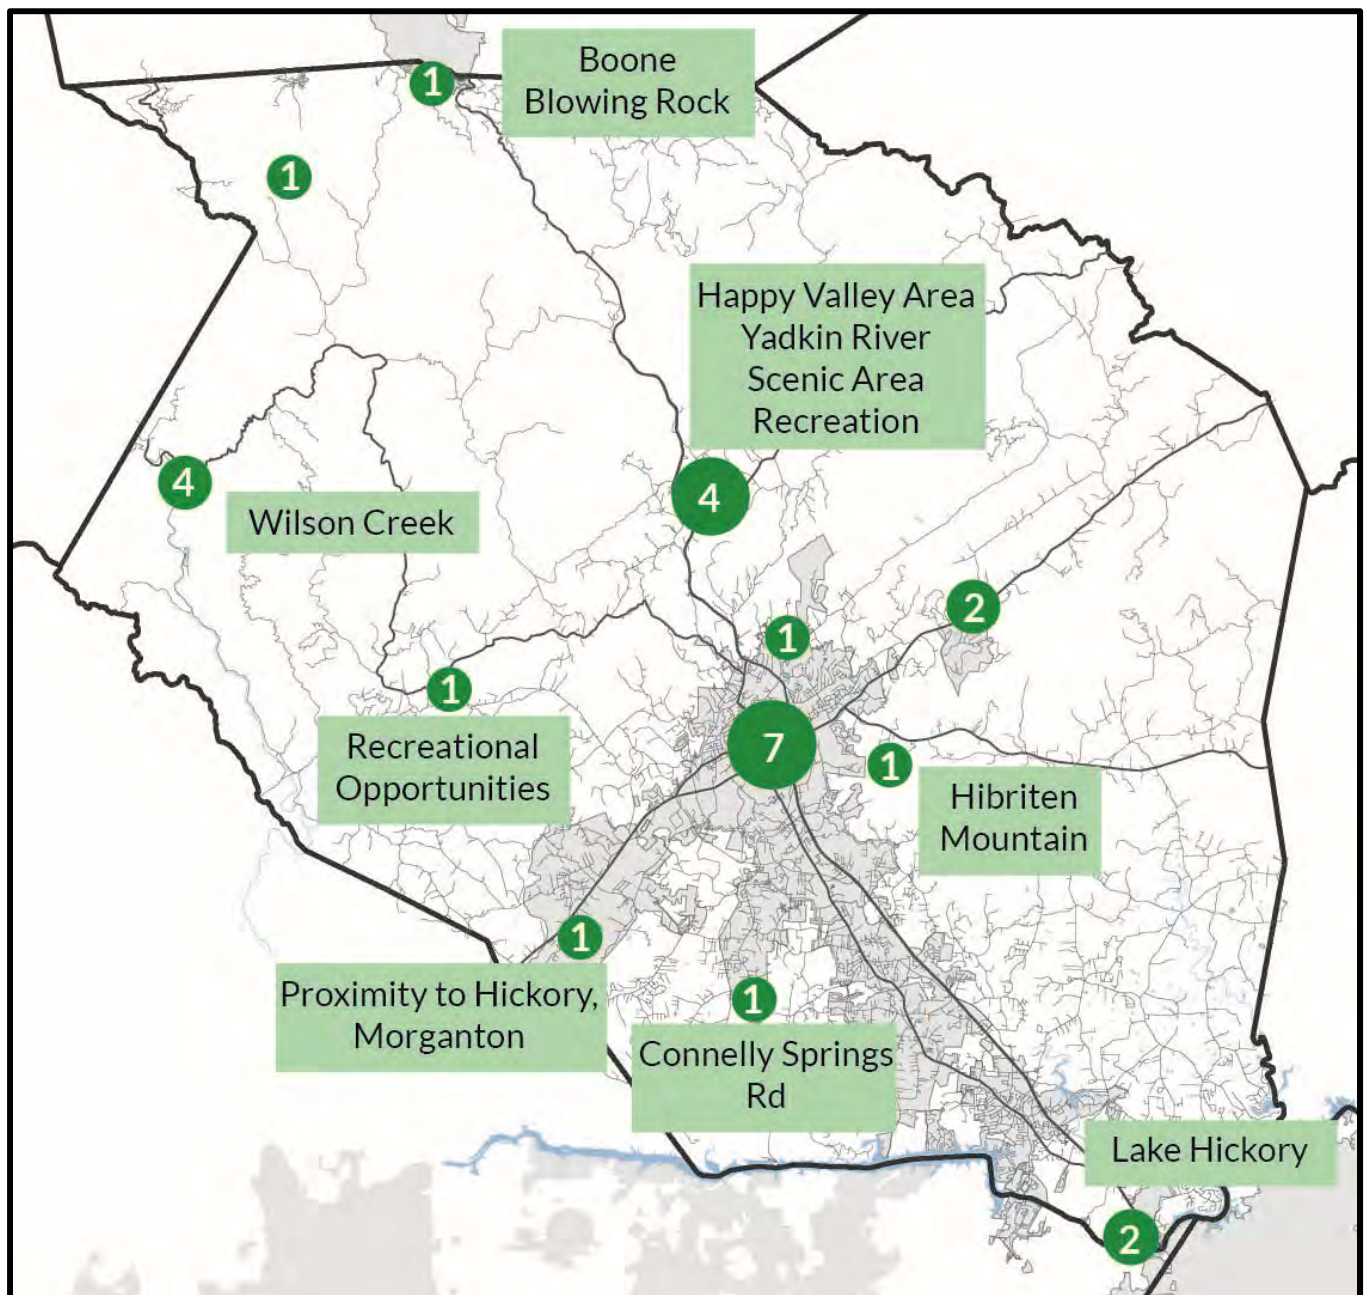 1
Boone
Blowing Rock
1
Happy Valley Area
Yadkin River
Scenic Area
Recreation
4
4
Wilson Creek
2
1
1
Recreational
Opportunities
7
1
Hibriten
Mountain
1
Proximity to Hickory,
Morganton
1
Connelly Springs
Rd
Lake Hickory
2